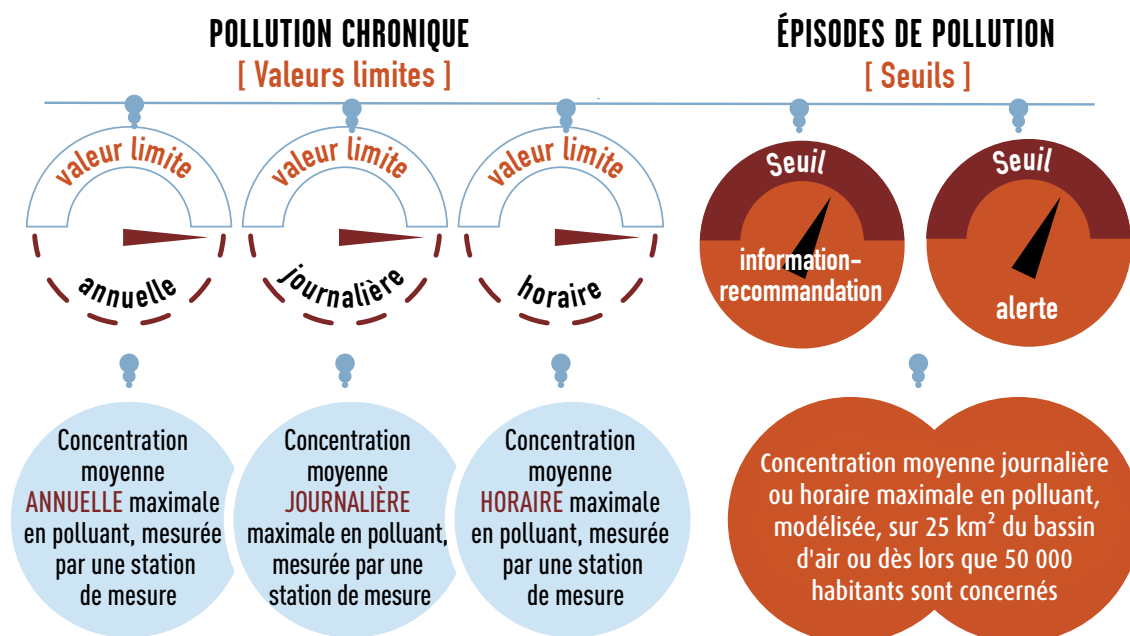 POLLUTION CHRONIQUE
[ Valeurs limites ]
valeur limite
annuelle
valeur limite
journalière
valeur limite
horaire
Concentration
moyenne
ANNUELLE maximale
en polluant, mesurée
par une station
de mesure
Concentration
moyenne
JOURNALIÈRE
maximale en polluant,
mesurée par une
station de mesure
Concentration
moyenne
HORAIRE maximale
en polluant, mesurée
par une station
de mesure
ÉPISODES DE POLLUTION
[ Seuils ]
Seuil
information–
recommandation
Seuil
alerte
Concentration moyenne journalière
ou horaire maximale en polluant,
modélisée, sur 25 km² du bassin
d'air ou dès lors que 50 000
habitants sont concernés